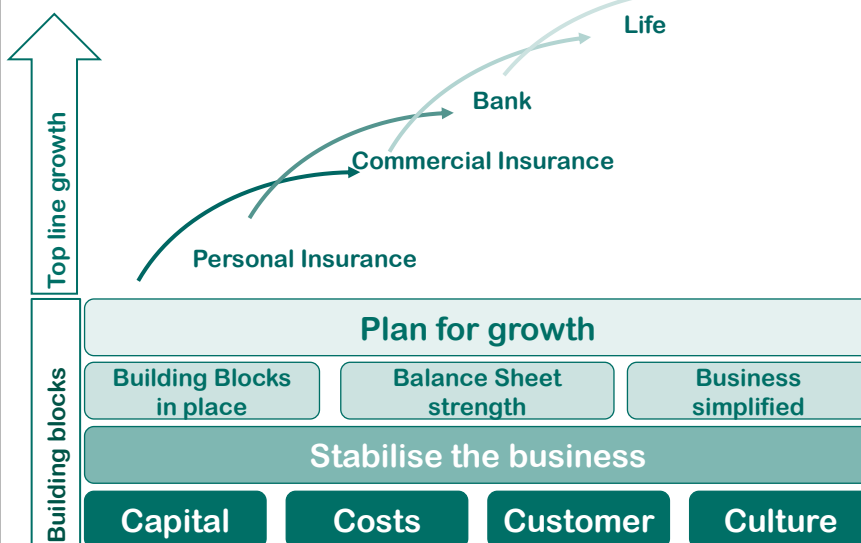 Life
Bank
Commercial Insurance
Personal Insurance
Top line growth
Plan for growth
Building Blocks
in place
Balance Sheet
strength
Business
simplified
Stabilise the business
Building blocks
Capital
Costs
Customer
Culture